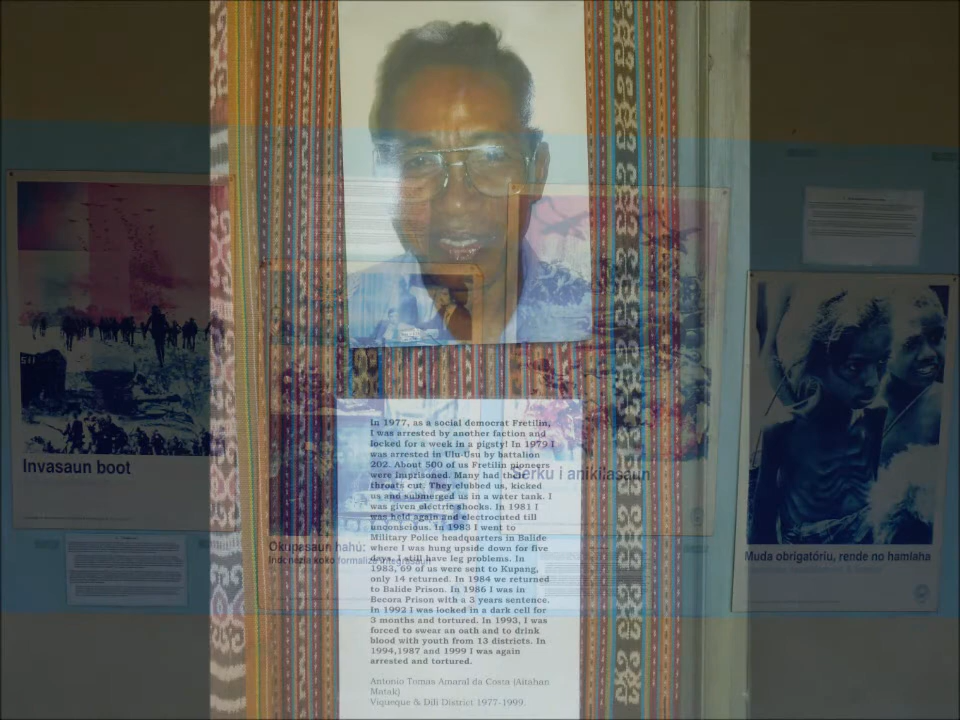 Invasaun boot
Serku i anikilasaun
Okupasaun hahú:
Indonezia koko formaliza integrasaun
Muda obrigatóriu, rende no hamlaha
In 1977, as a social democrat Fretilin,
I was arrested by another faction and
locked for a week in a pigsty! In 1979 I
was arrested in Ulu-Usu by battalion
202. About 500 of us Fretilin pioneers
were imprisoned. Many had their
throats cut. They clubbed us, kicked
us and submerged us in a water tank. I
was given electric shocks. In 1981 I
was held again and electrocuted till
unconscious. In 1983 I went to
Military Police headquarters in Balide
where I was hung upside down for five
days. I still have leg problems. In
1983, 69 of us were sent to Kupang,
only 14 returned. In 1984 we returned
to Balide Prison. In 1986 I was in
Becora Prison with a 3 years sentence.
In 1992 I was locked in a dark cell for
3 months and tortured. In 1993, I was
forced to swear an oath and to drink
blood with youth from 13 districts. In
1994,1987 and 1999 I was again
arrested and tortured.
Antonio Tomas Amaral da Costa (Aitahan
Matak)
Viqueque & Dili District 1977-1999.